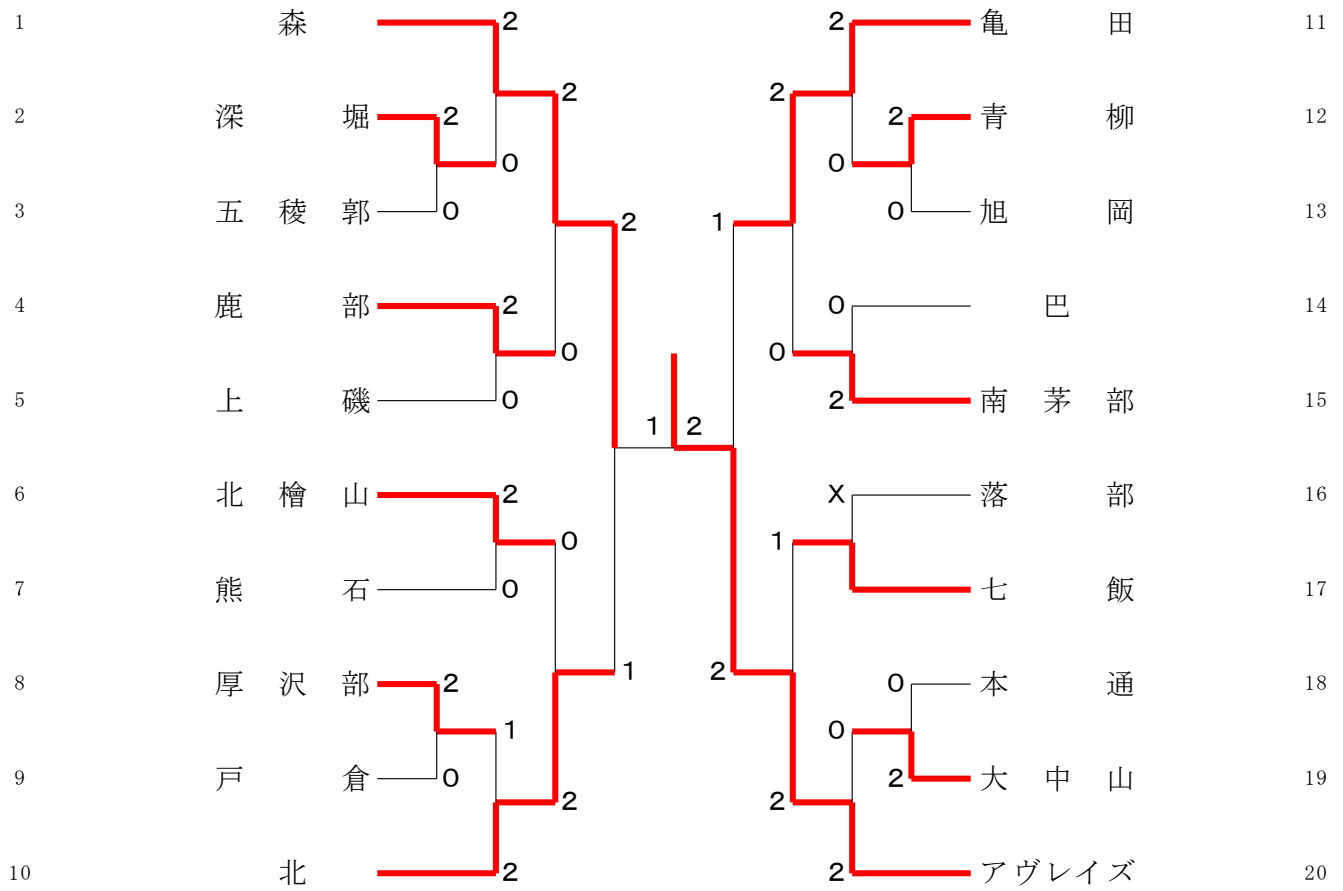 1 森 2 2 亀田 11
2 2
2 深堀 2 2 青柳 12
0 0
3 五稜郭 0 0 旭岡 13
2 1
4 鹿部 2 0 巴 14
0 0
5 上磯 0 2 南茅部 15
1 2
6 北檜山 2 X 落部 16
0 1
7 熊石 0 七飯 17
1 2
8 厚沢部 2 0 本通 18
1 0
9 戸倉 0 2 大中山 19
2 2
10 北 2 2 アヴレイズ 20